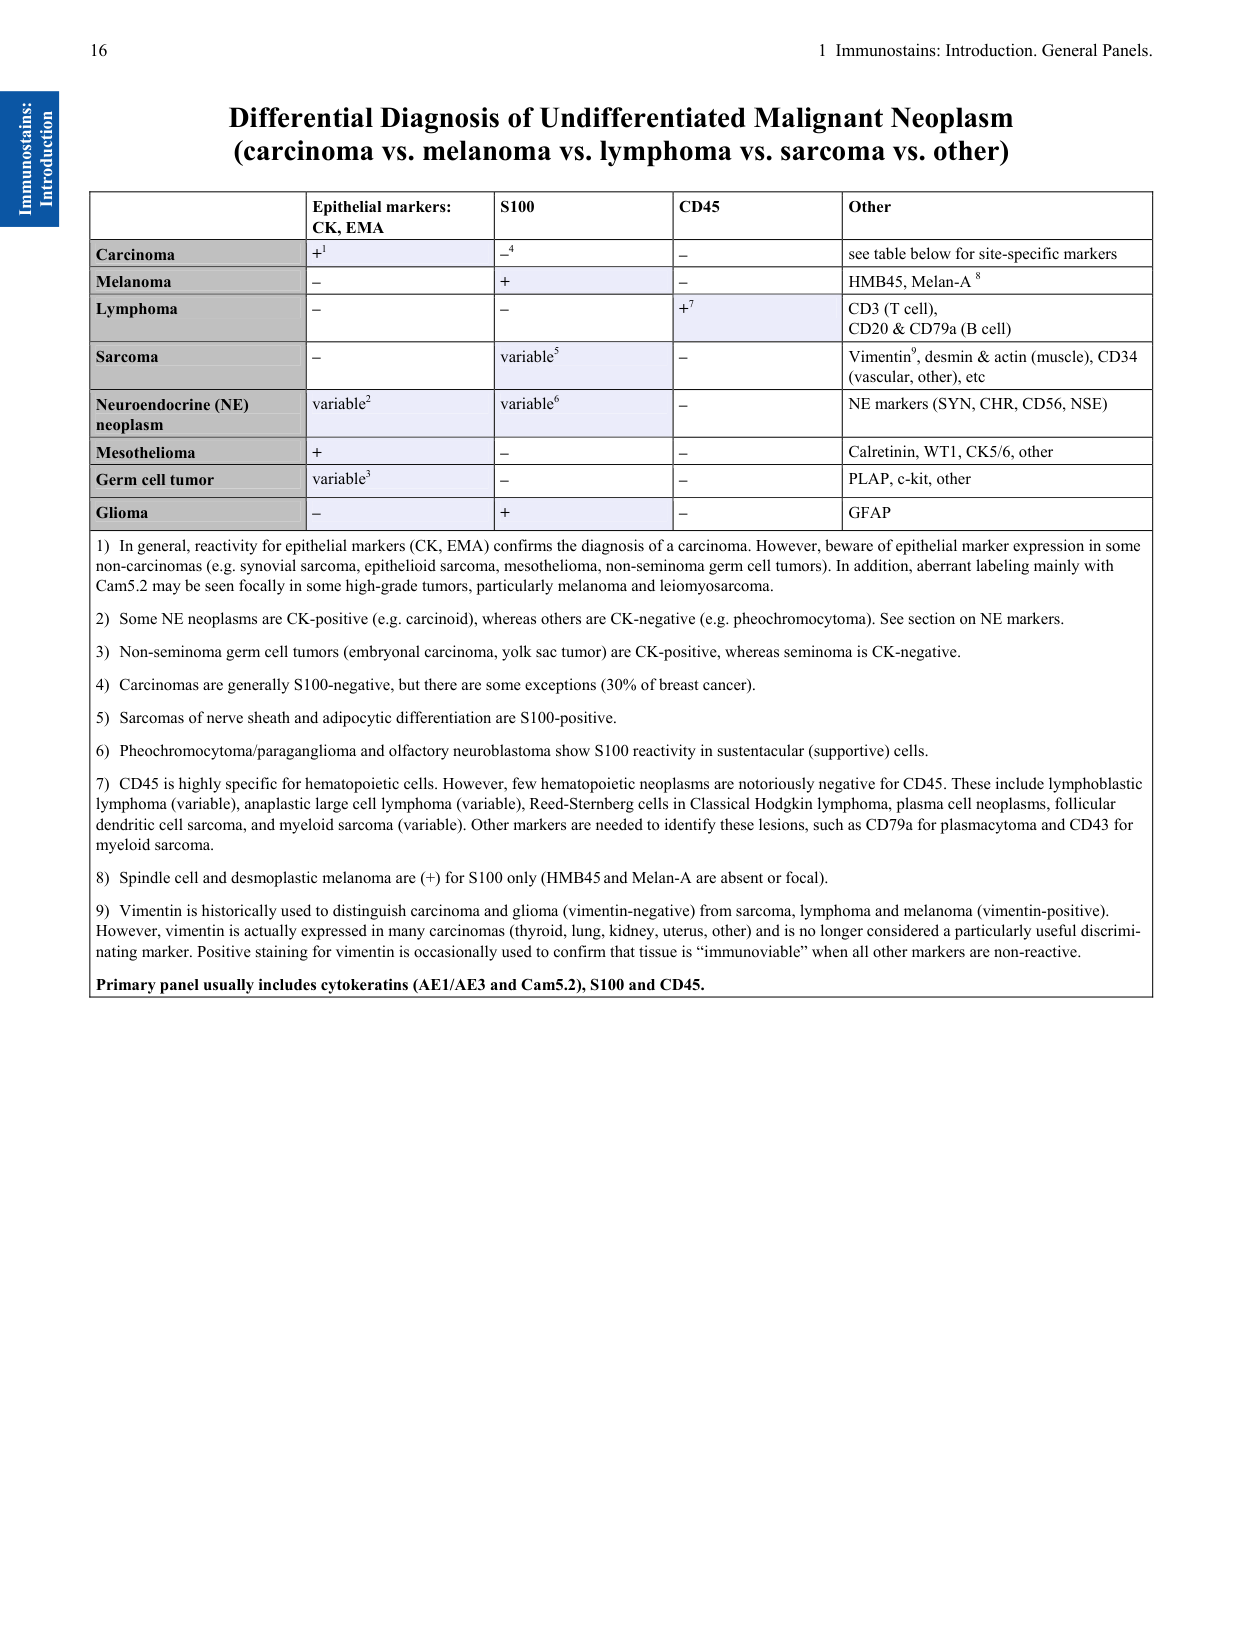 16
1 Immunostains: Introduction. General Panels.
Immunostains:
Introduction
Differential Diagnosis of Undifferentiated Malignant Neoplasm
(carcinoma vs. melanoma vs. lymphoma vs. sarcoma vs. other)
Epithelial markers:
CK, EMA
S100
CD45
Other
Carcinoma
+1
–4
–
see table below for site-specific markers
Melanoma
–
+
–
HMB45, Melan-A 8
Lymphoma
–
–
+7
CD3 (T cell),
CD20 & CD79a (B cell)
Sarcoma
–
variable5
–
Vimentin9, desmin & actin (muscle), CD34
(vascular, other), etc
Neuroendocrine (NE)
neoplasm
variable2
variable6
–
NE markers (SYN, CHR, CD56, NSE)
Mesothelioma
+
–
–
Calretinin, WT1, CK5/6, other
Germ cell tumor
variable3
–
–
PLAP, c-kit, other
Glioma
–
+
–
GFAP
1) In general, reactivity for epithelial markers (CK, EMA) confirms the diagnosis of a carcinoma. However, beware of epithelial marker expression in some
non-carcinomas (e.g. synovial sarcoma, epithelioid sarcoma, mesothelioma, non-seminoma germ cell tumors). In addition, aberrant labeling mainly with
Cam5.2 may be seen focally in some high-grade tumors, particularly melanoma and leiomyosarcoma.
2) Some NE neoplasms are CK-positive (e.g. carcinoid), whereas others are CK-negative (e.g. pheochromocytoma). See section on NE markers.
3) Non-seminoma germ cell tumors (embryonal carcinoma, yolk sac tumor) are CK-positive, whereas seminoma is CK-negative.
4) Carcinomas are generally S100-negative, but there are some exceptions (30% of breast cancer).
5) Sarcomas of nerve sheath and adipocytic differentiation are S100-positive.
6) Pheochromocytoma/paraganglioma and olfactory neuroblastoma show S100 reactivity in sustentacular (supportive) cells.
7) CD45 is highly specific for hematopoietic cells. However, few hematopoietic neoplasms are notoriously negative for CD45. These include lymphoblastic
lymphoma (variable), anaplastic large cell lymphoma (variable), Reed-Sternberg cells in Classical Hodgkin lymphoma, plasma cell neoplasms, follicular
dendritic cell sarcoma, and myeloid sarcoma (variable). Other markers are needed to identify these lesions, such as CD79a for plasmacytoma and CD43 for
myeloid sarcoma.
8) Spindle cell and desmoplastic melanoma are (+) for S100 only (HMB45 and Melan-A are absent or focal).
9) Vimentin is historically used to distinguish carcinoma and glioma (vimentin-negative) from sarcoma, lymphoma and melanoma (vimentin-positive).
However, vimentin is actually expressed in many carcinomas (thyroid, lung, kidney, uterus, other) and is no longer considered a particularly useful discrimi-
nating marker. Positive staining for vimentin is occasionally used to confirm that tissue is “immunoviable” when all other markers are non-reactive.
Primary panel usually includes cytokeratins (AE1/AE3 and Cam5.2), S100 and CD45.